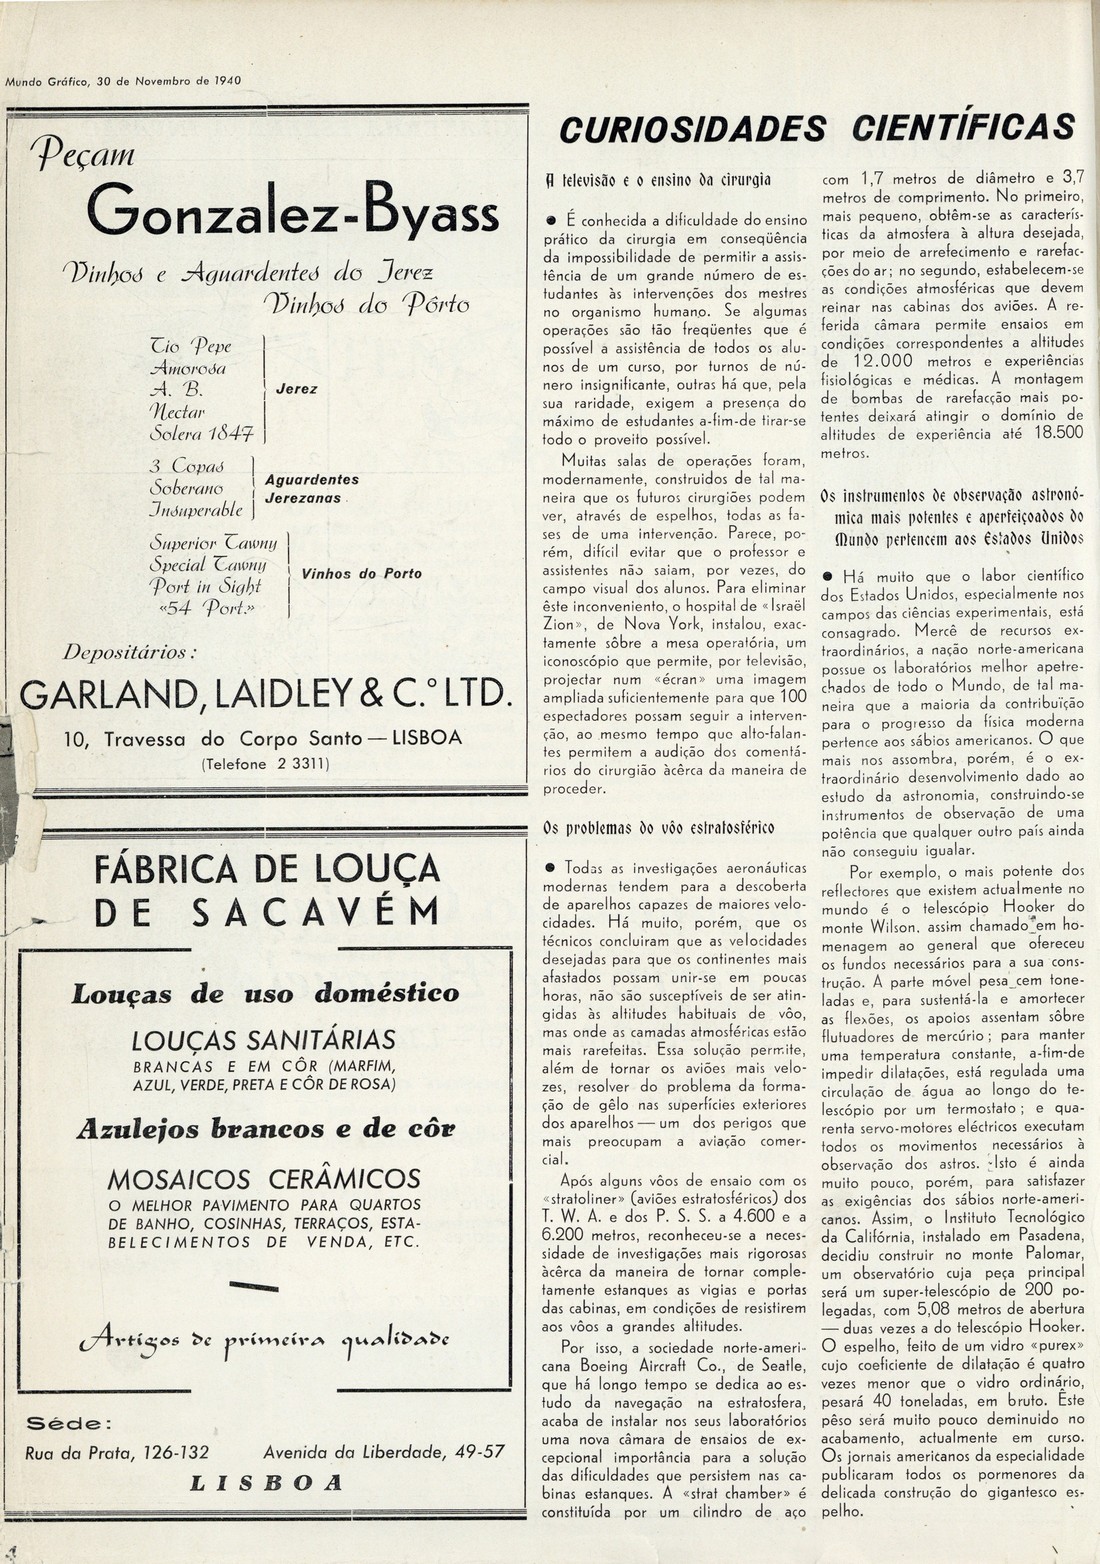 Mundo Gráfico, 30 de Novembro de 1940
Peçam
Gonzalez-Byass
Vinhos e Aguardentes do Jerez
Vinhos do Pôrto
Tio Pepe
Amorosa
A. B.
Nectar
Solera 1847
Jerez
3 Copas
Soberano
Insuperable
Aguardentes
Jerezanas
Superior Tawny
Special Tawny
Port in Sight
«54 Port.»
Vinhos do Porto
Depositários:
GARLAND, LAIDLEY & C.º LTD.
10, Travessa do Corpo Santo — LISBOA
(Telefone 2 3311)
FÁBRICA DE LOUÇA
DE SACAVÉM
Louças de uso doméstico
LOUÇAS SANITÁRIAS
BRANCAS E EM CÔR (MARFIM,
AZUL, VERDE, PRETA E CÔR DE ROSA)
Azulejos brancos e de côr
MOSAICOS CERÂMICOS
O MELHOR PAVIMENTO PARA QUARTOS
DE BANHO, COSINHAS, TERRAÇOS, ESTA-
BELECIMENTOS DE VENDA, ETC.
Artigos de primeira qualidade
Séde:
Rua da Prata, 126-132 Avenida da Liberdade, 49-57
LISBOA
CURIOSIDADES CIENTÍFICAS
A televisão e o ensino da cirurgia
● É conhecida a dificuldade do ensino
prático da cirurgia em conseqüência
da impossibilidade de permitir a assis-
tência de um grande número de es-
tudantes às intervenções dos mestres
no organismo humano. Se algumas
operações são tão freqüentes que é
possível a assistência de todos os alu-
nos de um curso, por turnos de nú-
nero insignificante, outras há que, pela
sua raridade, exigem a presença do
máximo de estudantes a-fim-de tirar-se
todo o proveito possível.
Muitas salas de operações foram,
modernamente, construidos de tal ma-
neira que os futuros cirurgiões podem
ver, através de espelhos, todas as fa-
ses de uma intervenção. Parece, po-
rém, difícil evitar que o professor e
assistentes não saiam, por vezes, do
campo visual dos alunos. Para eliminar
êste inconveniento, o hospital de «Israël
Zion», de Nova York, instalou, exac-
tamente sôbre a mesa operatória, um
iconoscópio que permite, por televisão,
projectar num «écran» uma imagem
ampliada suficientemente para que 100
espectadores possam seguir a interven-
ção, ao mesmo tempo que alto-falan-
tes permitem a audição dos comentá-
rios do cirurgião àcêrca da maneira de
proceder.
Os problemas do vôo estratosférico
● Todas as investigações aeronáuticas
modernas tendem para a descoberta
de aparelhos capazes de maiores velo-
cidades. Há muito, porém, que os
técnicos concluiram que as velocidades
desejadas para que os continentes mais
afastados possam unir-se em poucas
horas, não são susceptíveis de ser atin-
gidas às altitudes habituais de vôo,
mas onde as camadas atmosféricas estão
mais rarefeitas. Essa solução permite,
além de tornar os aviões mais velo-
zes, resolver do problema da forma-
ção de gêlo nas superfícies exteriores
dos aparelhos — um dos perigos que
mais preocupam a aviação comer-
cial.
Após alguns vôos de ensaio com os
«stratoliner» (aviões estratosféricos) dos
T. W. A. e dos P. S. S. a 4.600 e a
6.200 metros, reconheceu-se a neces-
sidade de investigações mais rigorosas
àcêrca da maneira de tornar comple-
tamente estanques as vigias e portas
das cabinas, em condições de resistirem
aos vôos a grandes altitudes.
Por isso, a sociedade norte-ameri-
cana Boeing Aircraft Co., de Seatle,
que há longo tempo se dedica ao es-
tudo da navegação na estratosfera,
acaba de instalar nos seus laboratórios
uma nova câmara de ensaios de ex-
cepcional importância para a solução
das dificuldades que persistem nas ca-
binas estanques. A «strat chamber» é
constituída por um cilindro de aço
com 1,7 metros de diâmetro e 3,7
metros de comprimento. No primeiro,
mais pequeno, obtêm-se as caracterís-
ticas da atmosfera à altura desejada,
por meio de arrefecimento e rarefac-
ções do ar; no segundo, estabelecem-se
as condições atmosféricas que devem
reinar nas cabinas dos aviões. A re-
ferida câmara permite ensaios em
condições correspondentes a altitudes
de 12.000 metros e experiências
fisiológicas e médicas. A montagem
de bombas de rarefacção mais po-
tentes deixará atingir o domínio de
altitudes de experiência até 18.500
metros.
Os instrumentos de observação astronó-
mica mais potentes e aperfeiçoados do
Mundo pertencem aos Estados Unidos
● Há muito que o labor científico
dos Estados Unidos, especialmente nos
campos das ciências experimentais, está
consagrado. Mercê de recursos ex-
traordinários, a nação norte-americana
possue os laboratórios melhor apetre-
chados de todo o Mundo, de tal ma-
neira que a maioria da contribuïção
para o progresso da física moderna
pertence aos sábios americanos. O que
mais nos assombra, porém, é o ex-
traordinário desenvolvimento dado ao
estudo da astronomia, construindo-se
instrumentos de observação de uma
potência que qualquer outro país ainda
não conseguiu igualar.
Por exemplo, o mais potente dos
reflectores que existem actualmente no
mundo é o telescópio Hooker do
monte Wilson. assim chamado em ho-
menagem ao general que ofereceu
os fundos necessários para a sua cons-
trução. A parte móvel pesa cem tone-
ladas e, para sustentá-la e amortecer
as flexões, os apoios assentam sôbre
flutuadores de mercúrio; para manter
uma temperatura constante, a-fim-de
impedir dilatações, está regulada uma
circulação de água ao longo do te-
lescópio por um termostato; e qua-
renta servo-motores eléctricos executam
todos os movimentos necessários à
observação dos astros. Isto é ainda
muito pouco, porém, para satisfazer
as exigências dos sábios norte-ameri-
canos. Assim, o Instituto Tecnológico
da Califórnia, instalado em Pasadena,
decidiu construir no monte Palomar,
um observatório cuja peça principal
será um super-telescópio de 200 po-
legadas, com 5,08 metros de abertura
— duas vezes a do telescópio Hooker.
O espelho, feito de um vidro «purex»
cujo coeficiente de dilatação é quatro
vezes menor que o vidro ordinário,
pesará 40 toneladas, em bruto. Êste
pêso será muito pouco deminuido no
acabamento, actualmente em curso.
Os jornais americanos da especialidade
publicaram todos os pormenores da
delicada construção do gigantesco es-
pelho.